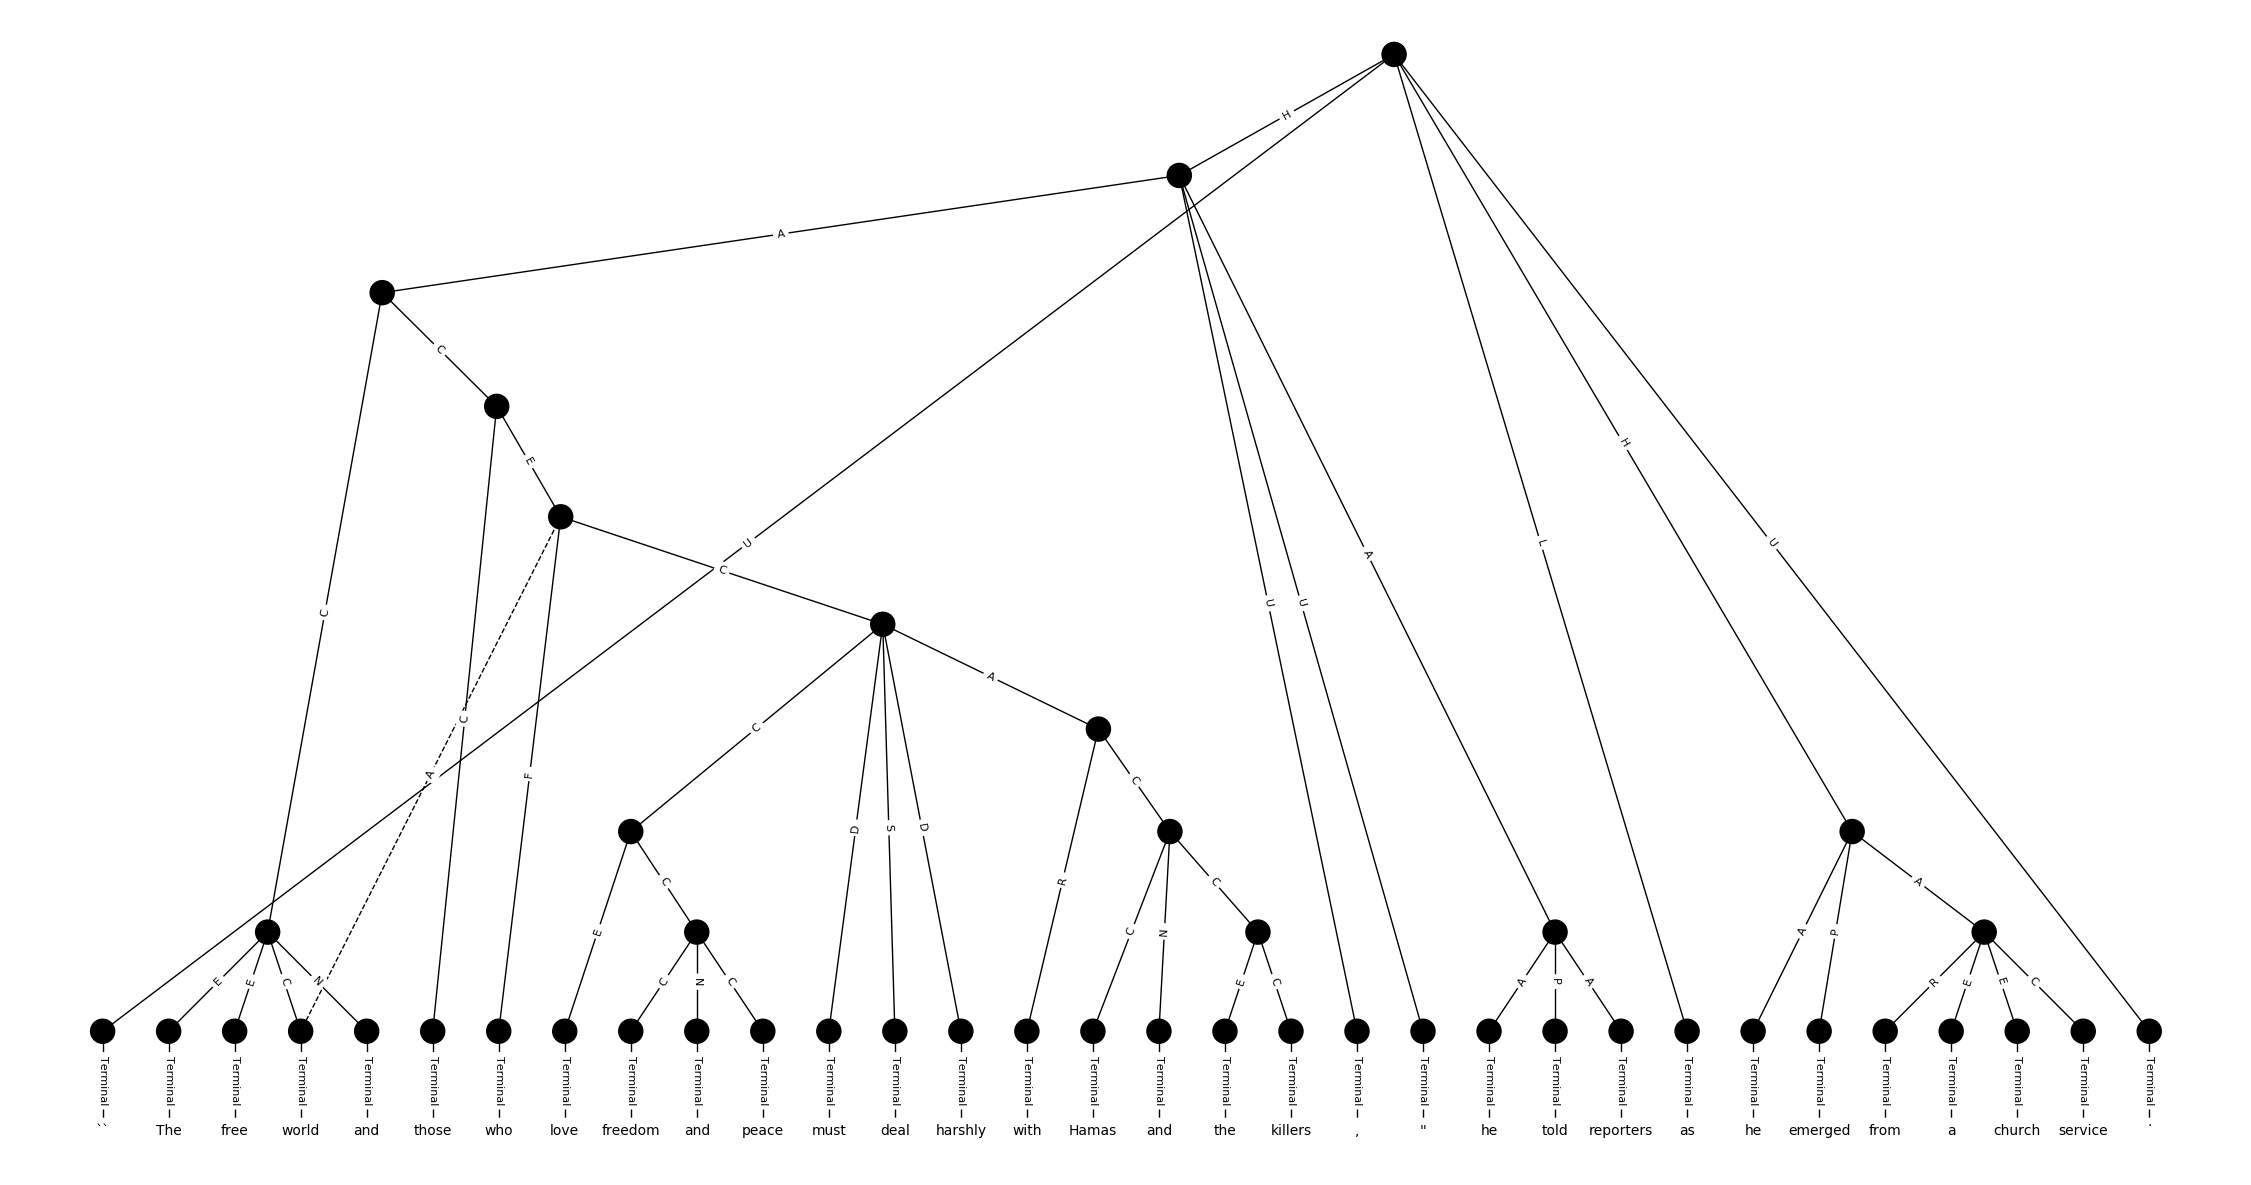 H
A
C
E
U
C
A
L
H
U
C
U
U
A
C
C
A
F
D
S
D
C
R
C
A
E
C
C
N
C
A
P
E
E
C
N
C
N
C
E
C
A
P
A
R
E
E
C
Terminal Terminal Terminal Terminal Terminal Terminal Terminal Terminal Terminal Terminal Terminal Terminal Terminal Terminal Terminal Terminal Terminal Terminal Terminal Terminal Terminal Terminal Terminal Terminal Terminal Terminal Terminal Terminal Terminal Terminal Terminal Terminal
`` The free world and those who love freedom and peace must deal harshly with Hamas and the killers , " he told reporters as he emerged from a church service .